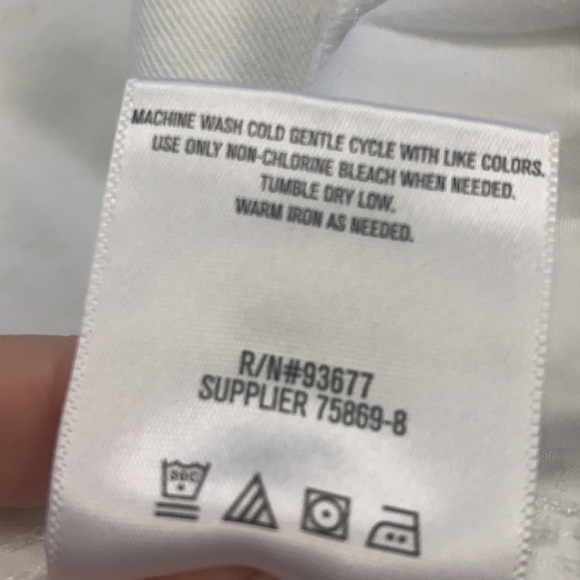 MACHINE WASH COLD GENTLE CYCLE WITH LIKE COLORS.
USE ONLY NON-CHLORINE BLEACH WHEN NEEDED.
TUMBLE DRY LOW.
WARM IRON AS NEEDED.
R/N#93677
SUPPLIER 75869-8